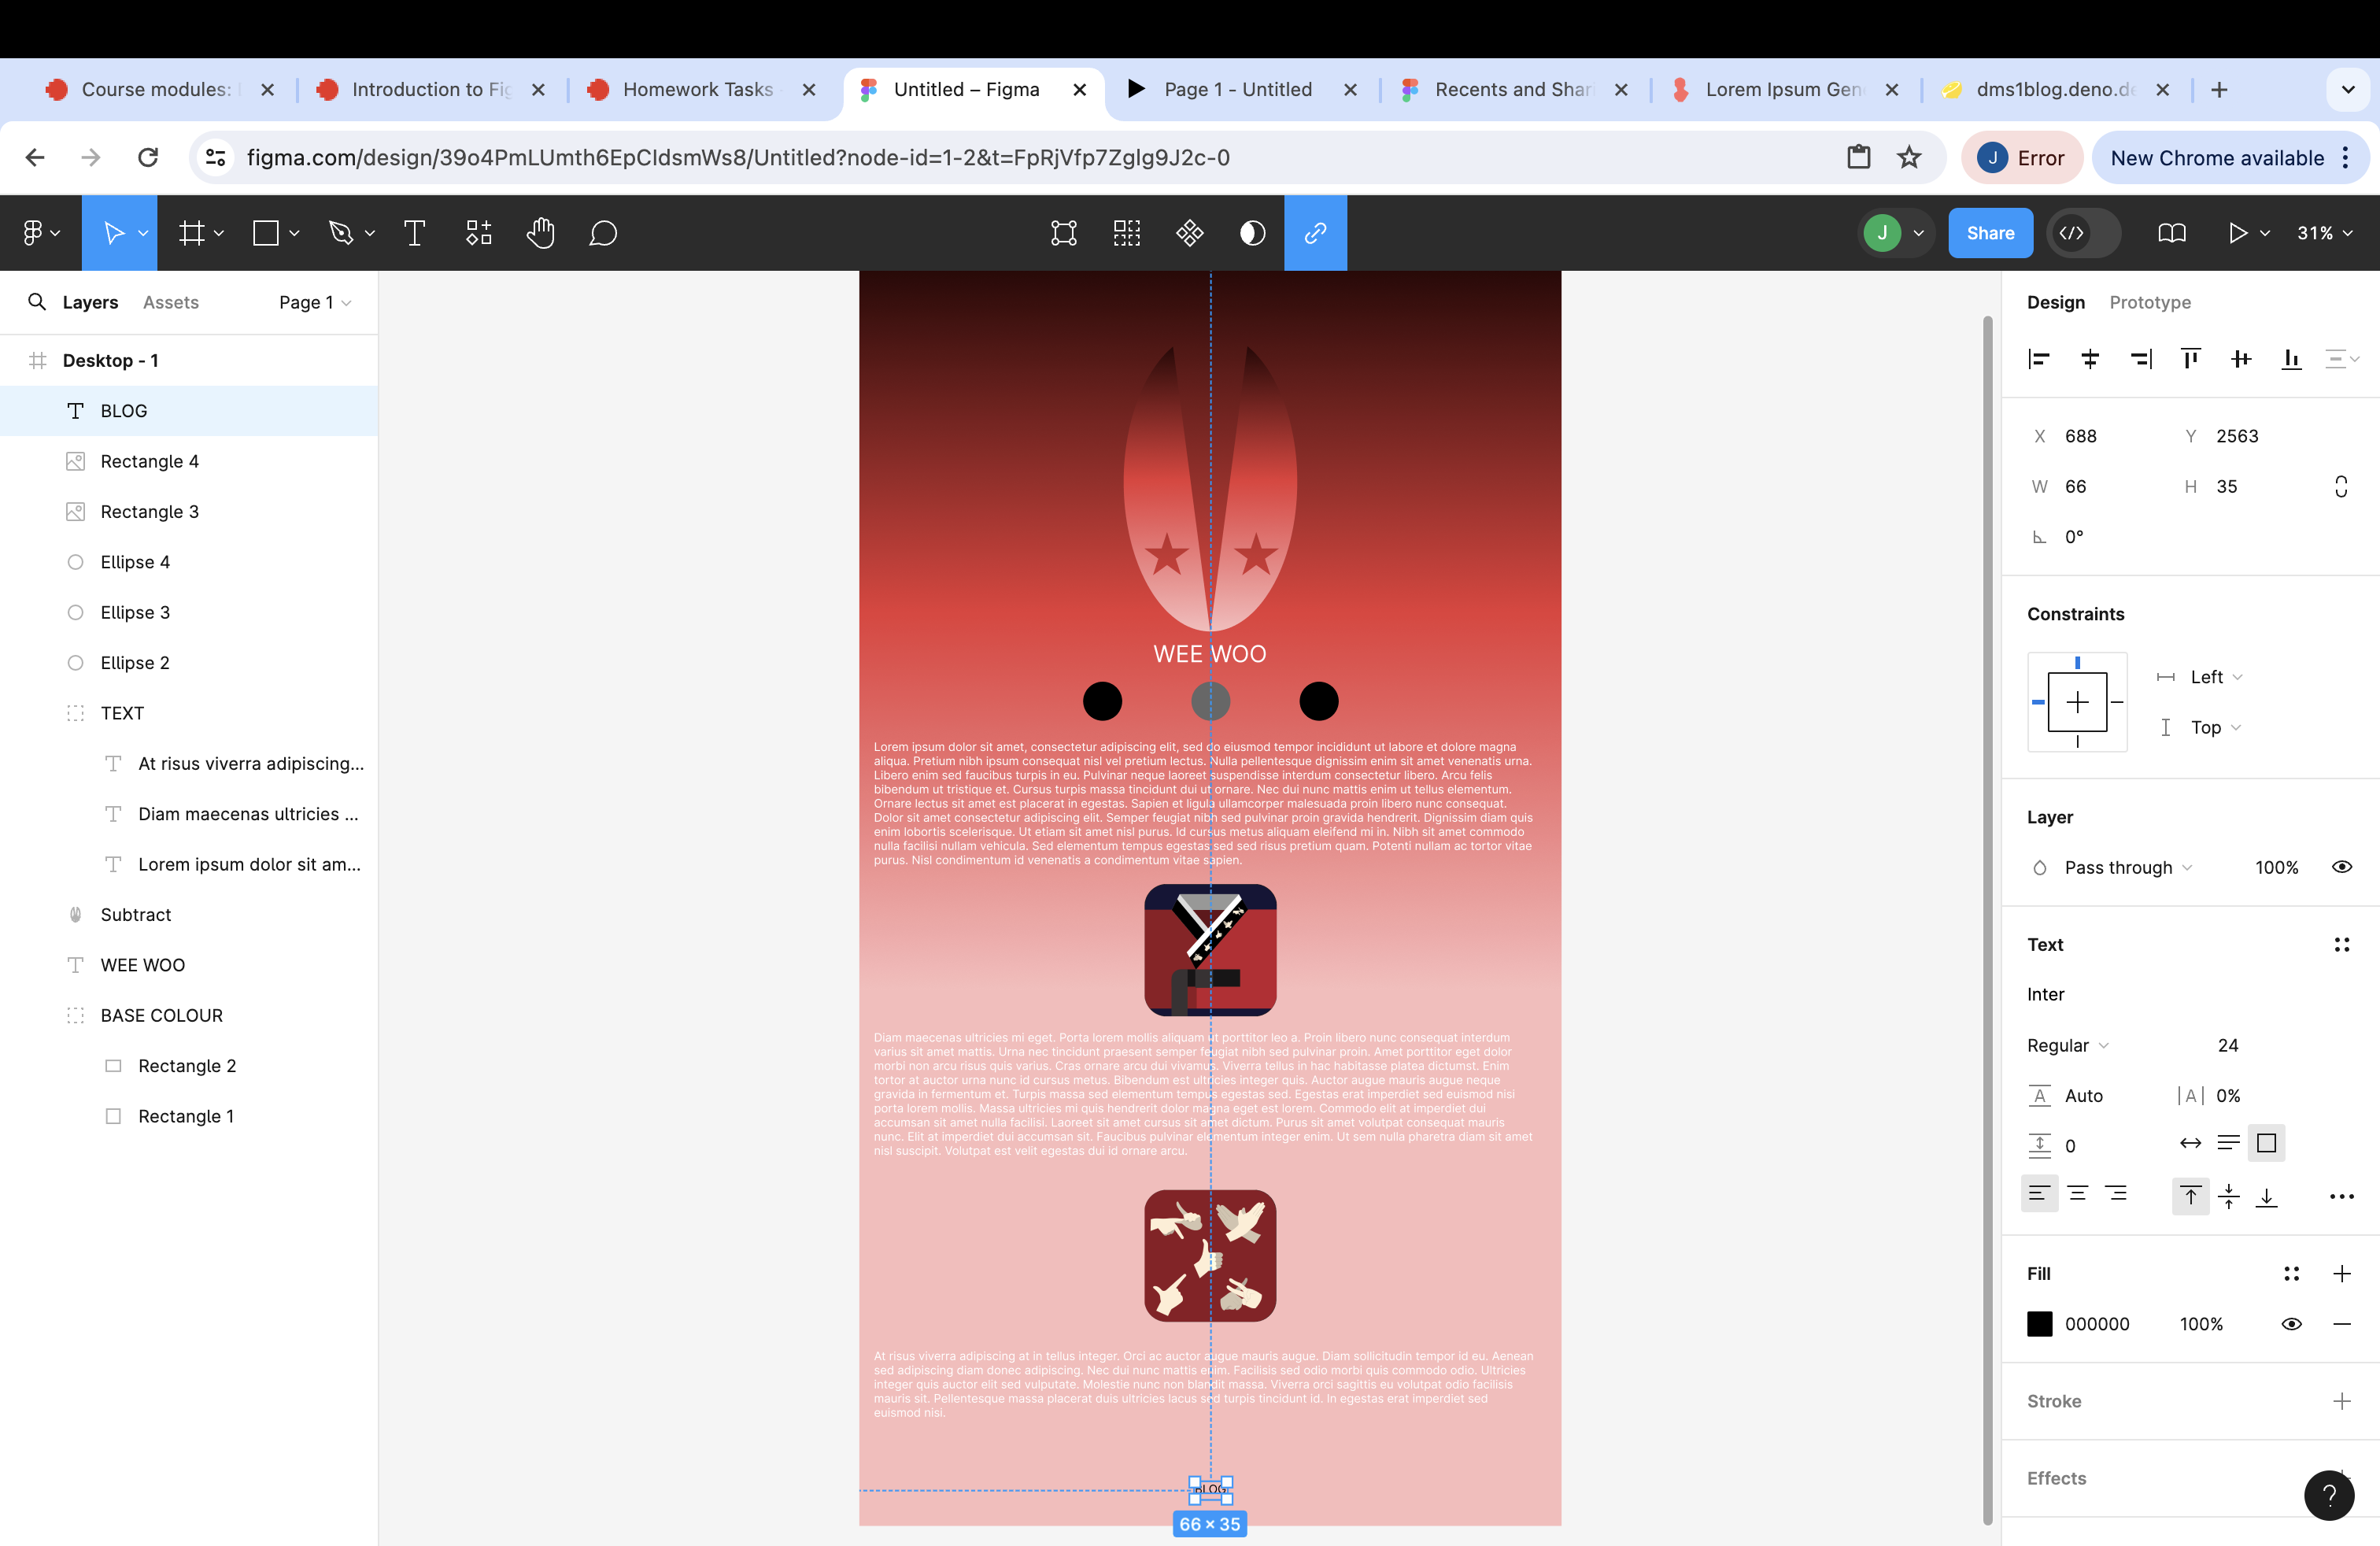 Course modules:
Introduction to Fig
Homework Tasks
Untitled – Figma
Page 1 - Untitled
Recents and Shar
Lorem Ipsum Gen
dms1blog.deno.de
figma.com/design/39o4PmLUmth6EpCIdsmWs8/Untitled?node-id=1-2&t=FpRjVfp7Zglg9J2c-0
J Error
New Chrome available
J
Share
31%
Layers
Assets
Page 1
Desktop - 1
BLOG
Rectangle 4
Rectangle 3
Ellipse 4
Ellipse 3
Ellipse 2
TEXT
At risus viverra adipiscing...
Diam maecenas ultricies ...
Lorem ipsum dolor sit am...
Subtract
WEE WOO
BASE COLOUR
Rectangle 2
Rectangle 1
WEE WOO
Lorem ipsum dolor sit amet, consectetur adipiscing elit, sed do eiusmod tempor incididunt ut labore et dolore magna
aliqua. Pretium nibh ipsum consequat nisl vel pretium lectus. Nulla pellentesque dignissim enim sit amet venenatis urna.
Libero enim sed faucibus turpis in eu. Pulvinar neque laoreet suspendisse interdum consectetur libero. Arcu felis
bibendum ut tristique et. Cursus turpis massa tincidunt dui ut ornare. Nec dui nunc mattis enim ut tellus elementum.
Ornare lectus sit amet est placerat in egestas. Sapien et ligula ullamcorper malesuada proin libero nunc consequat.
Dolor sit amet consectetur adipiscing elit. Semper feugiat nibh sed pulvinar proin gravida hendrerit. Dignissim diam quis
enim lobortis scelerisque. Ut etiam sit amet nisl purus. Id cursus metus aliquam eleifend mi in. Nibh sit amet commodo
nulla facilisi nullam vehicula. Sed elementum tempus egestas sed sed risus pretium quam. Potenti nullam ac tortor vitae
purus. Nisl condimentum id venenatis a condimentum vitae sapien.
Diam maecenas ultricies mi eget. Porta lorem mollis aliquam ut porttitor leo a. Proin libero nunc consequat interdum
varius sit amet mattis. Urna nec tincidunt praesent semper feugiat nibh sed pulvinar proin. Amet porttitor eget dolor
morbi non arcu risus quis varius. Cras ornare arcu dui vivamus. Viverra tellus in hac habitasse platea dictumst. Enim
tortor at auctor urna nunc id cursus metus. Bibendum est ultricies integer quis. Auctor augue mauris augue neque
gravida in fermentum et. Turpis massa sed elementum tempus egestas sed. Egestas erat imperdiet sed euismod nisi
porta lorem mollis. Massa ultricies mi quis hendrerit dolor magna eget est lorem. Commodo elit at imperdiet dui
accumsan sit amet nulla facilisi. Laoreet sit amet cursus sit amet dictum. Purus sit amet volutpat consequat mauris
nunc. Elit at imperdiet dui accumsan sit. Faucibus pulvinar elementum integer enim. Ut sem nulla pharetra diam sit amet
nisl suscipit. Volutpat est velit egestas dui id ornare arcu.
At risus viverra adipiscing at in tellus integer. Orci ac auctor augue mauris augue. Diam sollicitudin tempor id eu. Aenean
sed adipiscing diam donec adipiscing. Nec dui nunc mattis enim. Facilisis sed odio morbi quis commodo odio. Ultricies
integer quis auctor elit sed vulputate. Molestie nunc non blandit massa. Viverra orci sagittis eu volutpat odio facilisis
mauris sit. Pellentesque massa placerat duis ultricies lacus sed turpis tincidunt id. In egestas erat imperdiet sed
euismod nisi.
BLOG
66 × 35
Design
Prototype
X 688
Y 2563
W 66
H 35
0°
Constraints
Left
Top
Layer
Pass through
100%
Text
Inter
Regular
24
A Auto
|A| 0%
0
Fill
000000
100%
Stroke
Effects
?